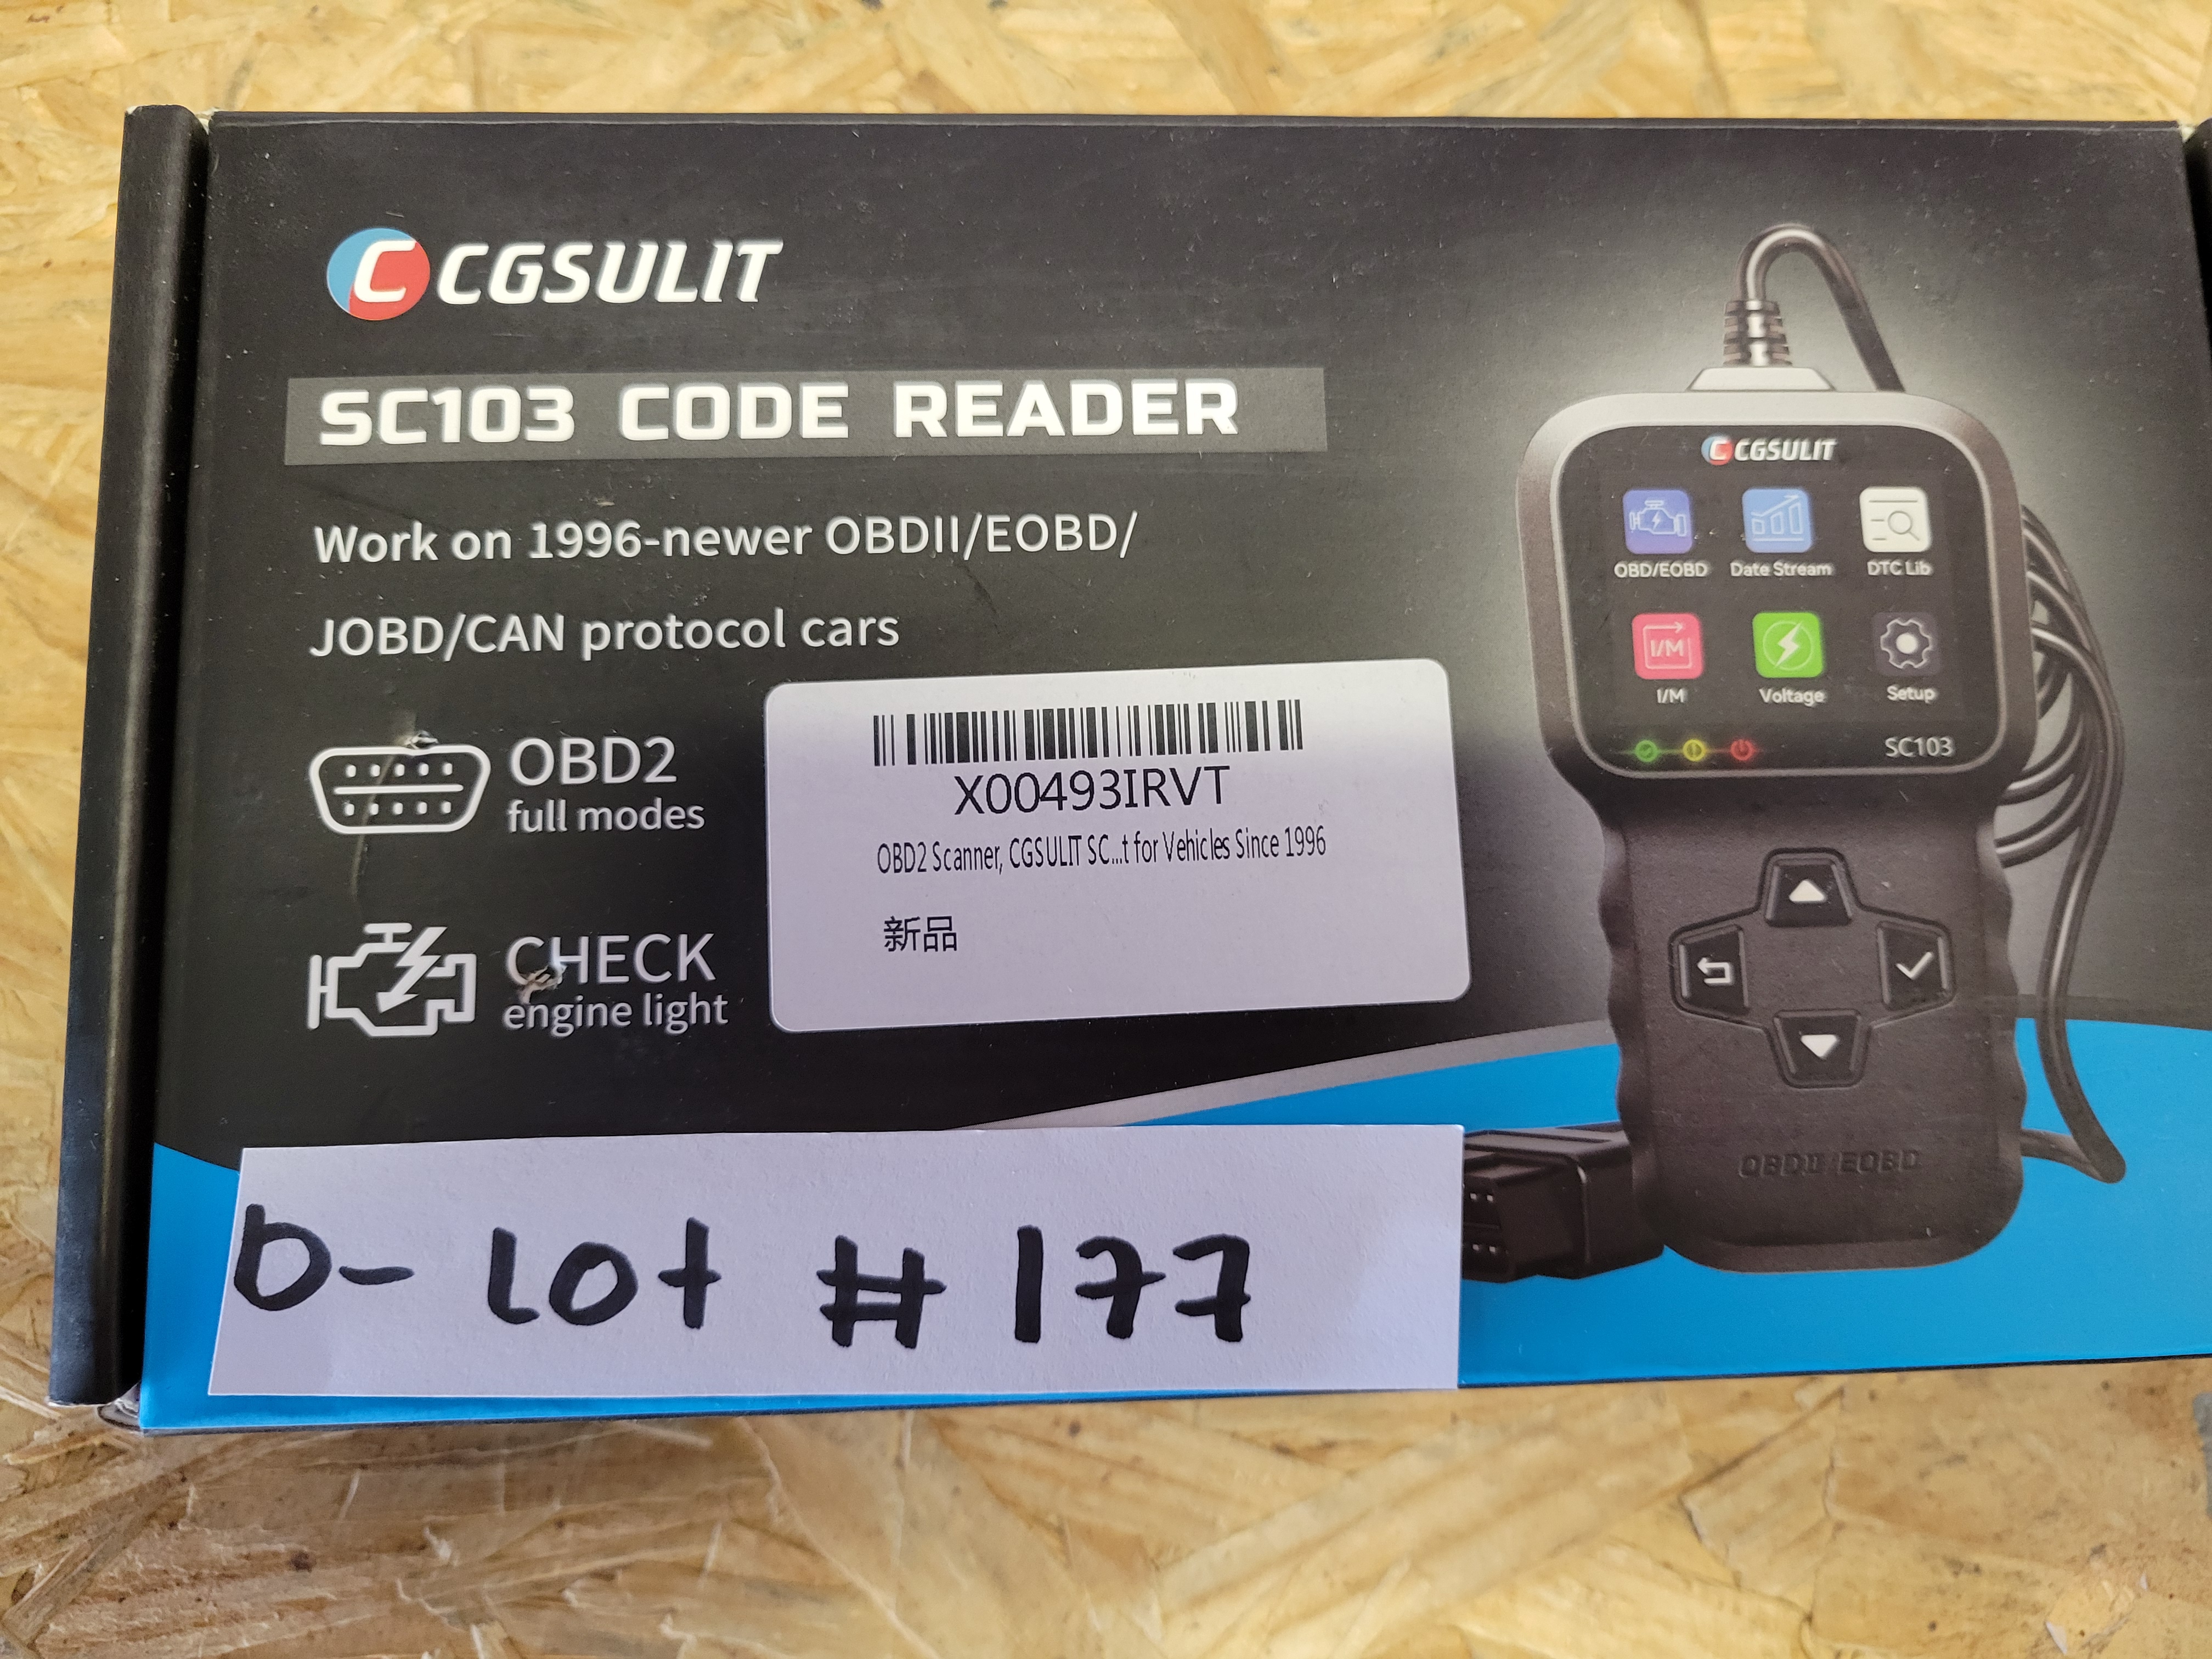 C CGSULIT
SC103 CODE READER
Work on 1996-newer OBDII/EOBD/
JOBD/CAN protocol cars
OBD2
full modes
CHECK
engine light
X00493IRVT
OBD2 Scanner, CGSULIT SC...t for Vehicles Since 1996
新品
D- Lot # 177
C CGSULIT
OBD/EOBD Date Stream DTC Lib
I/M
I/M Voltage Setup
SC103
OBDII/EOBD